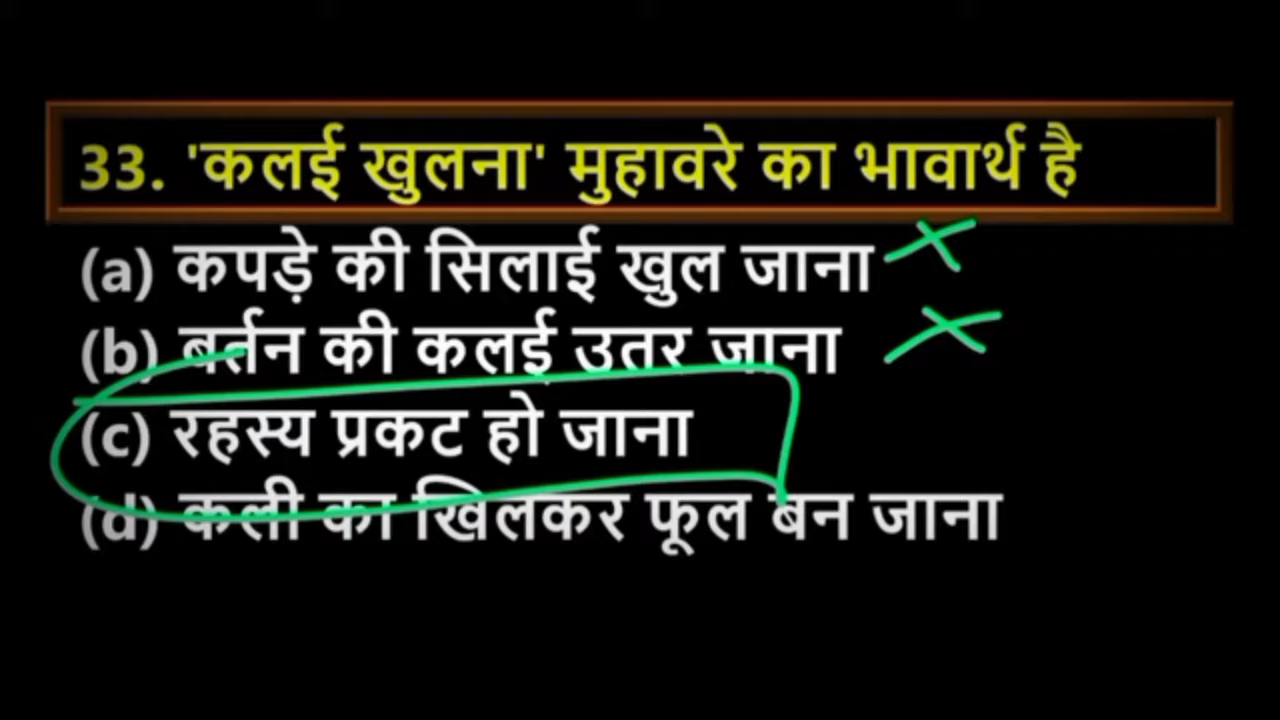 33. 'कलई खुलना' मुहावरे का भावार्थ है
(a) कपड़े की सिलाई खुल जाना
(b) बर्तन की कलई उतर जाना
(c) रहस्य प्रकट हो जाना
(d) कली का खिलकर फूल बन जाना